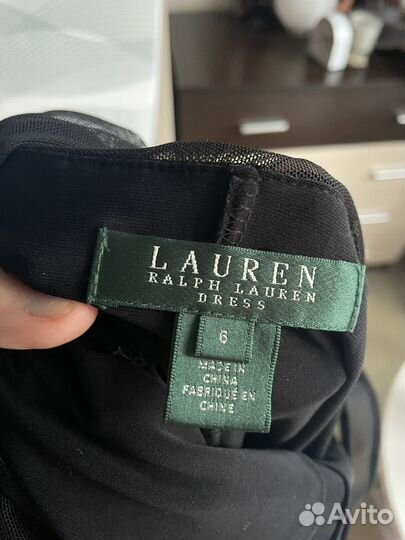 LAUREN
RALPH LAUREN
DRESS
6
MADE IN
CHINA
FABRIQUÉ EN
CHINE
Avito